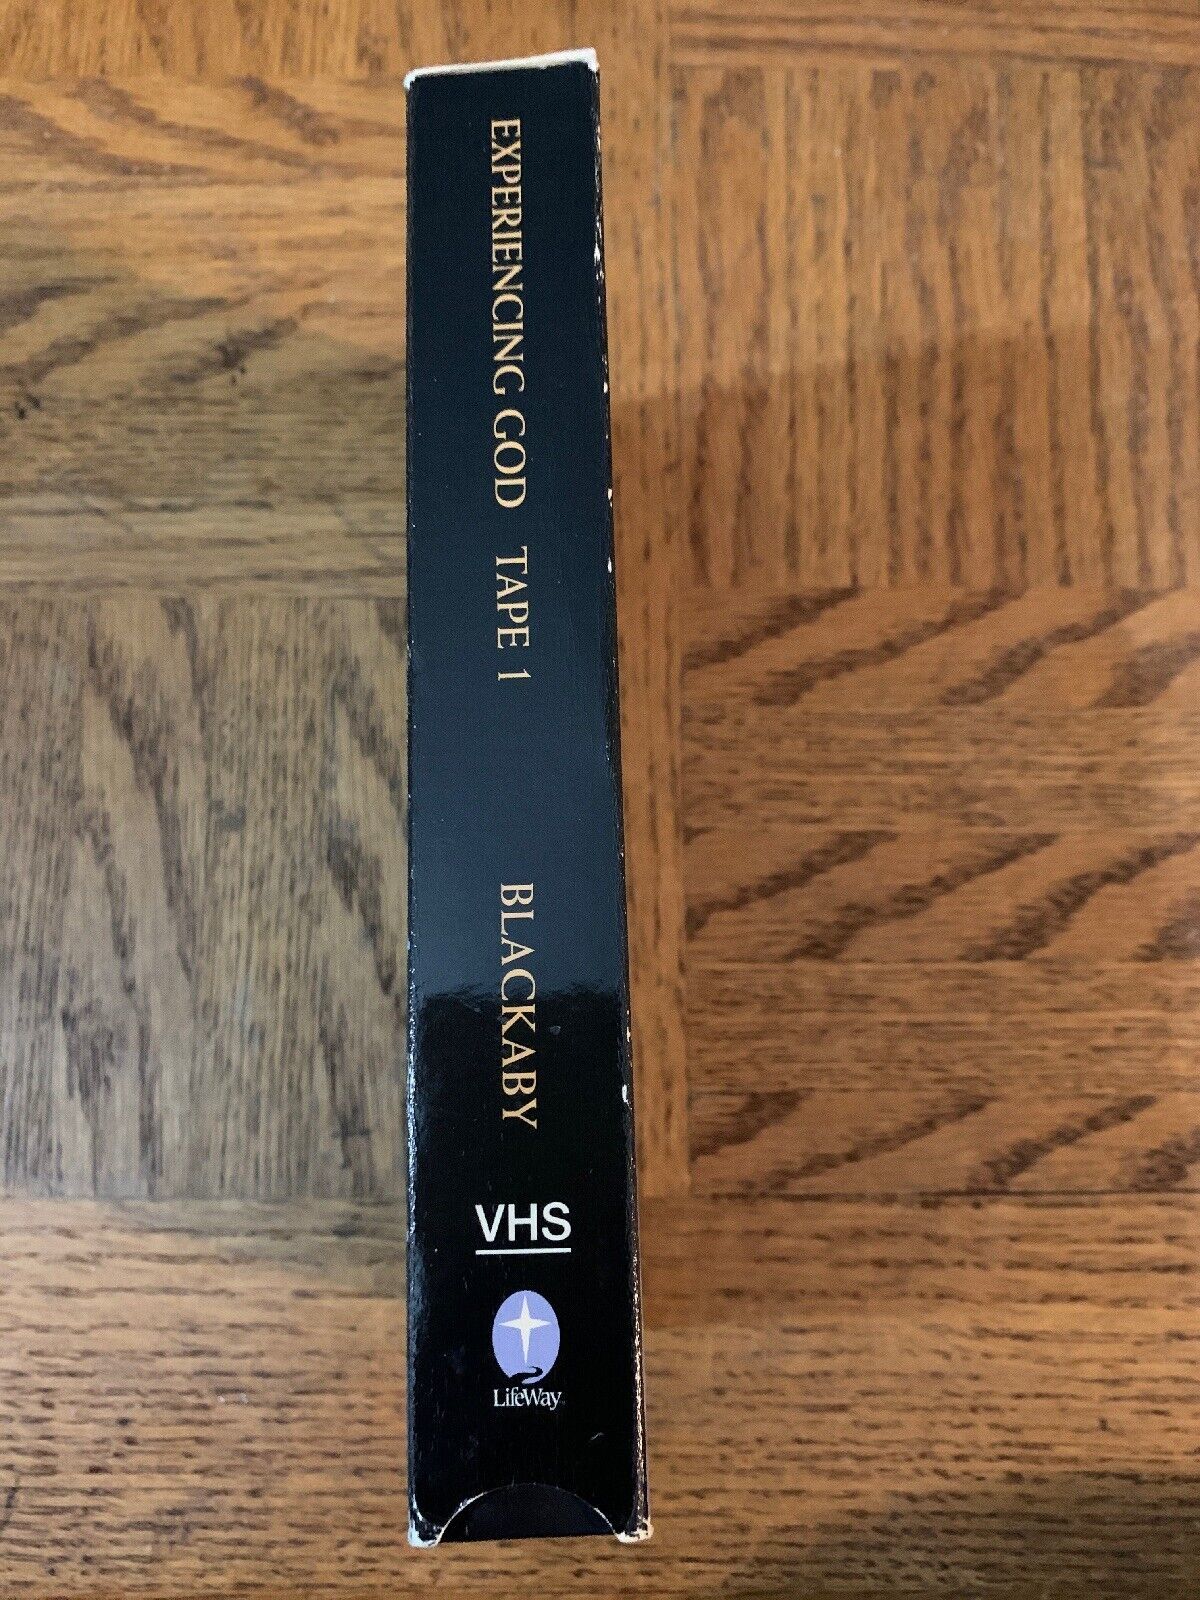 EXPERIENCING GOD TAPE 1
BLACKABY
VHS
LifeWay